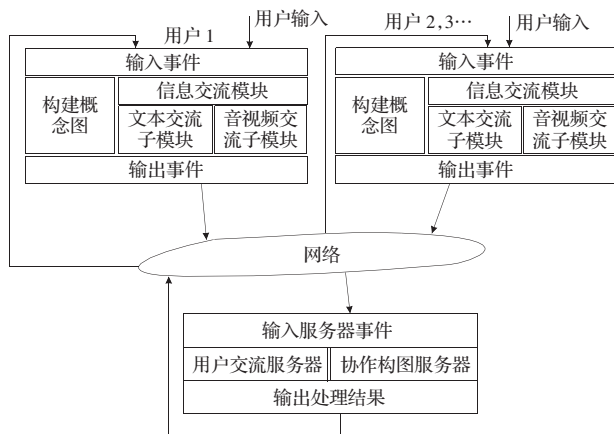 用户 1
用户输入
输入事件
构建概
念图
信息交流模块
文本交流
子模块
音视频交
流子模块
输出事件
用户 2,3…
用户输入
输入事件
构建概
念图
信息交流模块
文本交流
子模块
音视频交
流子模块
输出事件
网络
输入服务器事件
用户交流服务器
协作构图服务器
输出处理结果